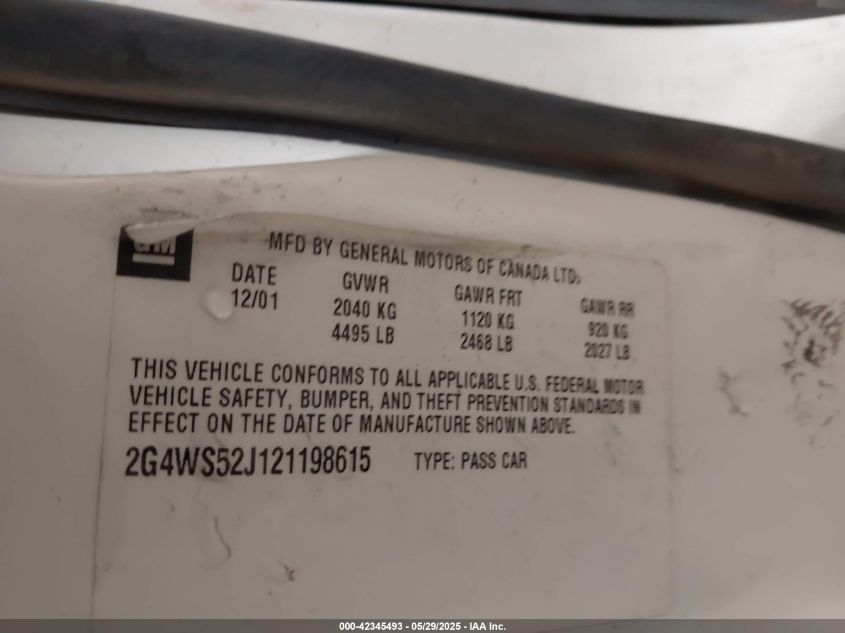 GM
MFD BY GENERAL MOTORS OF CANADA LTD.
DATE GVWR GAWR FRT GAWR RR
12/01 2040 KG 1120 KG 920 KG
4495 LB 2468 LB 2027 LB
THIS VEHICLE CONFORMS TO ALL APPLICABLE U.S. FEDERAL MOTOR
VEHICLE SAFETY, BUMPER, AND THEFT PREVENTION STANDARDS IN
EFFECT ON THE DATE OF MANUFACTURE SHOWN ABOVE.
2G4WS52J121198615 TYPE: PASS CAR
000-42345493 - 05/29/2025 - IAA Inc.